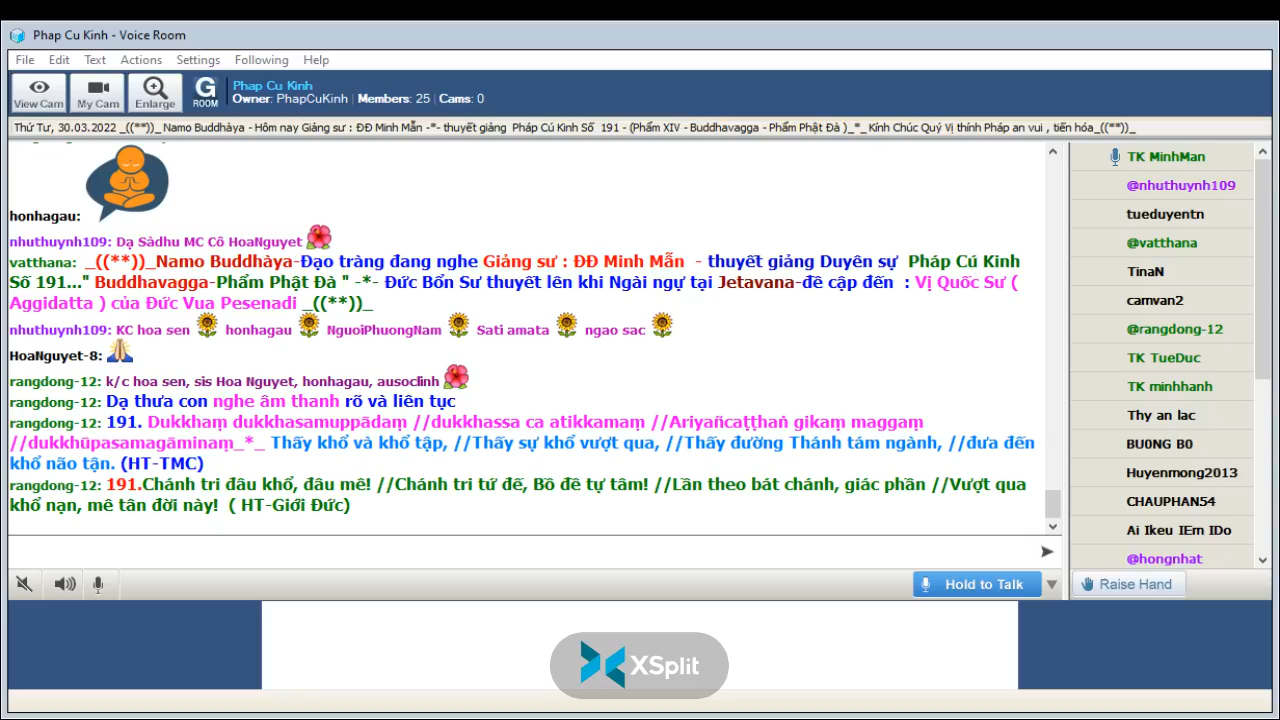 Phap Cu Kinh - Voice Room
File Edit Text Actions Settings Following Help
View Cam My Cam Enlarge G ROOM
Phap Cu Kinh
Owner: PhapCuKinh | Members: 25 | Cams: 0
Thứ Tư, 30.03.2022 _((**))_ Namo Buddhàya - Hôm nay Giảng sư : ĐĐ Minh Mẫn -*- thuyết giảng Pháp Cú Kinh Số 191 - (Phẩm XIV - Buddhavagga - Phẩm Phật Đà )_*_ Kính Chúc Quý Vị thính Pháp an vui , tiến hóa_((**))_
honhagau:
nhuthuynh109: Dạ Sàdhu MC Cô HoaNguyet
vatthana: _((**))_Namo Buddhàya-Đạo tràng đang nghe Giảng sư : ĐĐ Minh Mẫn - thuyết giảng Duyên sự Pháp Cú Kinh
Số 191..." Buddhavagga-Phẩm Phật Đà " -*- Đức Bổn Sư thuyết lên khi Ngài ngự tại Jetavana-đề cập đến : Vị Quốc Sư (
Aggidatta ) của Đức Vua Pesenadi _((**))_
nhuthuynh109: KC hoa sen honhagau NguoiPhuongNam Sati amata ngao sac
HoaNguyet-8:
rangdong-12: k/c hoa sen, sis Hoa Nguyet, honhagau, ausoclinh
rangdong-12: Dạ thưa con nghe âm thanh rõ và liên tục
rangdong-12: 191. Dukkhaṃ dukkhasamuppādaṃ //dukkhassa ca atikkamaṃ //Ariyañcaṭṭhaṅ gikaṃ maggaṃ
//dukkhūpasamagāminaṃ_*_ Thấy khổ và khổ tập, //Thấy sự khổ vượt qua, //Thấy đường Thánh tám ngành, //đưa đến
khổ não tận. (HT-TMC)
rangdong-12: 191.Chánh tri đâu khổ, đâu mê! //Chánh tri tứ đế, Bồ đề tự tâm! //Lần theo bát chánh, giác phần //Vượt qua
khổ nạn, mê tân đời này! ( HT-Giới Đức)
TK MinhMan
@nhuthuynh109
tueduyentn
@vatthana
TinaN
camvan2
@rangdong-12
TK TueDuc
TK minhhanh
Thy an lac
BU0NG B0
Huyenmong2013
CHAUPHAN54
Ai Ikeu IEm IDo
@hongnhat
Hold to Talk
Raise Hand
XSplit